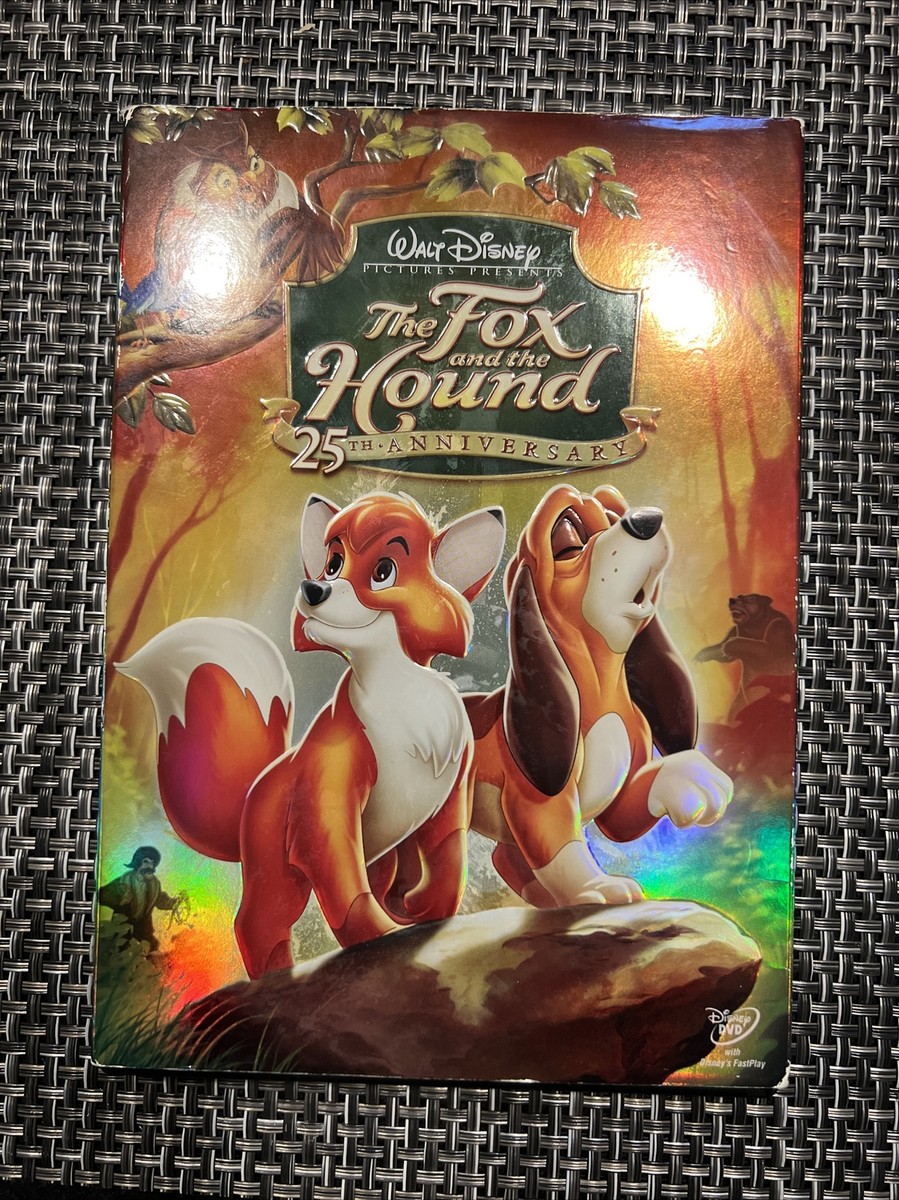 WALT DISNEY
PICTURES PRESENTS
The Fox
and the
Hound
25TH·ANNIVERSARY
DISNEY
DVD
with
Disney's FastPlay